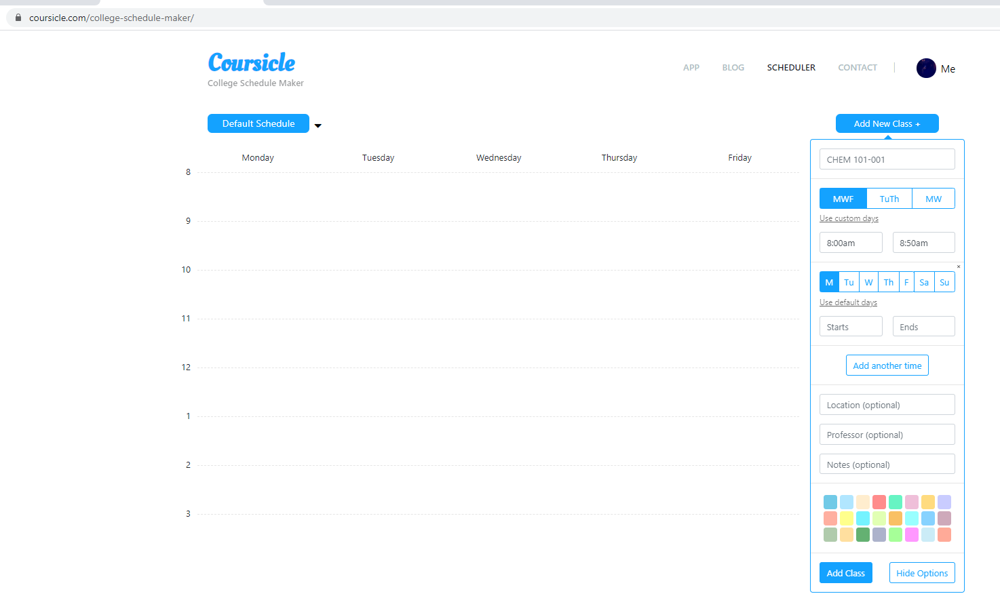 coursicle.com/college-schedule-maker/
Coursicle
College Schedule Maker
APP BLOG SCHEDULER CONTACT Me
Default Schedule
Add New Class +
Monday Tuesday Wednesday Thursday Friday
8
9
10
11
12
1
2
3
CHEM 101-001
MWF TuTh MW
Use custom days
8:00am 8:50am
×
M Tu W Th F Sa Su
Use default days
Starts Ends
Add another time
Location (optional)
Professor (optional)
Notes (optional)
Add Class Hide Options